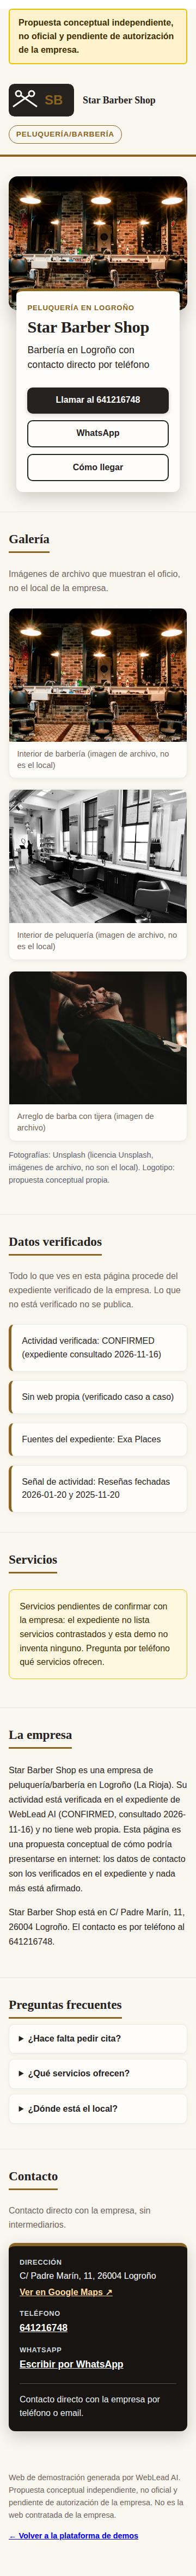 Propuesta conceptual independiente,
no oficial y pendiente de autorización
de la empresa.
SB
Star Barber Shop
PELUQUERÍA/BARBERÍA
PELUQUERÍA EN LOGROÑO
Star Barber Shop
Barbería en Logroño con
contacto directo por teléfono
Llamar al 641216748
WhatsApp
Cómo llegar
Galería
Imágenes de archivo que muestran el oficio,
no el local de la empresa.
Interior de barbería (imagen de archivo, no
es el local)
Interior de peluquería (imagen de archivo, no
es el local)
Arreglo de barba con tijera (imagen de
archivo)
Fotografías: Unsplash (licencia Unsplash,
imágenes de archivo, no son el local). Logotipo:
propuesta conceptual propia.
Datos verificados
Todo lo que ves en esta página procede del
expediente verificado de la empresa. Lo que
no está verificado no se publica.
Actividad verificada: CONFIRMED
(expediente consultado 2026-11-16)
Sin web propia (verificado caso a caso)
Fuentes del expediente: Exa Places
Señal de actividad: Reseñas fechadas
2026-01-20 y 2025-11-20
Servicios
Servicios pendientes de confirmar con
la empresa: el expediente no lista
servicios contrastados y esta demo no
inventa ninguno. Pregunta por teléfono
qué servicios ofrecen.
La empresa
Star Barber Shop es una empresa de
peluquería/barbería en Logroño (La Rioja). Su
actividad está verificada en el expediente de
WebLead AI (CONFIRMED, consultado 2026-
11-16) y no tiene web propia. Esta página es
una propuesta conceptual de cómo podría
presentarse en internet: los datos de contacto
son los verificados en el expediente y nada
más está afirmado.
Star Barber Shop está en C/ Padre Marín, 11,
26004 Logroño. El contacto es por teléfono al
641216748.
Preguntas frecuentes
▶ ¿Hace falta pedir cita?
▶ ¿Qué servicios ofrecen?
▶ ¿Dónde está el local?
Contacto
Contacto directo con la empresa, sin
intermediarios.
DIRECCIÓN
C/ Padre Marín, 11, 26004 Logroño
Ver en Google Maps ↗
TELÉFONO
641216748
WHATSAPP
Escribir por WhatsApp
Contacto directo con la empresa por
teléfono o email.
Web de demostración generada por WebLead AI.
Propuesta conceptual independiente, no oficial y
pendiente de autorización de la empresa. No es la
web contratada de la empresa.
← Volver a la plataforma de demos